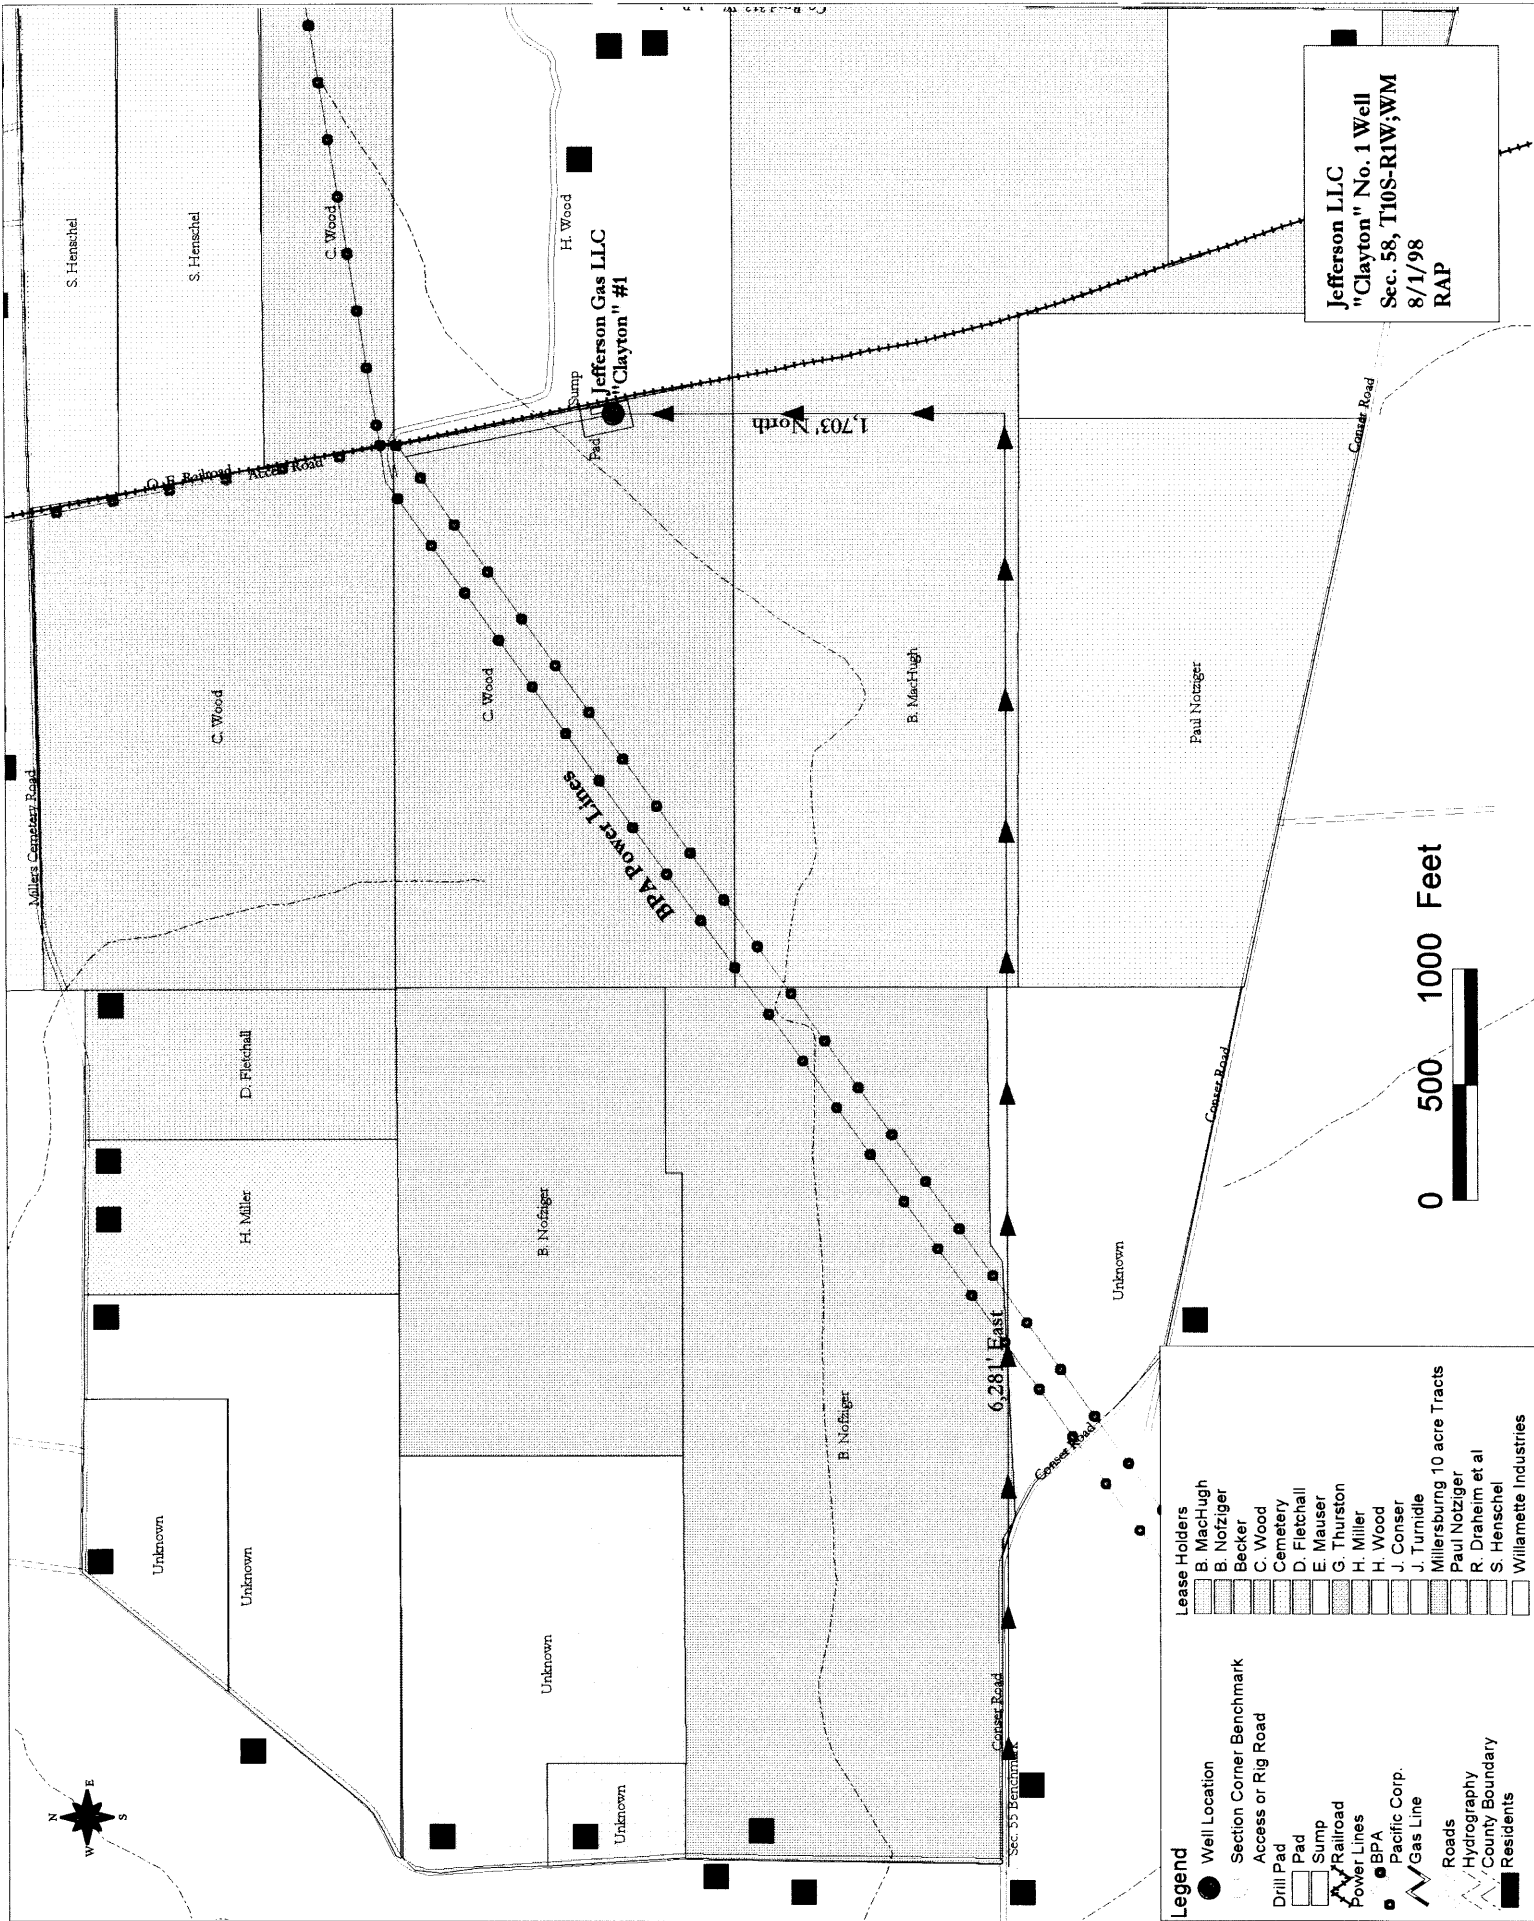 Jefferson LLC
"Clayton" No. 1 Well
Sec. 58, T10S-R1W;WM
8/1/98
RAP
N
W
E
S
Millers Cemetery Road
S. Henschel
S. Henschel
C. Wood
C. Wood
C. Wood
H. Wood
Railroad
Access Road
Jefferson Gas LLC
"Clayton" #1
Sump
Pad
1,703' North
BPA Power Lines
D. Fletchall
H. Miller
B. Nofziger
B. Nofziger
B. MacHugh
Paul Notziger
Unknown
Unknown
Unknown
Unknown
Unknown
6,281' East
Conser Road
Conser Road
Conser Road
Conser Road
Sec. 55 Benchmark
0 500 1000 Feet
Legend
Well Location
Section Corner Benchmark
Access or Rig Road
Drill Pad
Pad
Sump
Railroad
Power Lines
BPA
Pacific Corp.
Gas Line
Roads
Hydrography
County Boundary
Residents
Lease Holders
B. MacHugh
B. Nofziger
Becker
C. Wood
Cemetery
D. Fletchall
E. Mauser
G. Thurston
H. Miller
H. Wood
J. Conser
J. Turnidle
Millersburng 10 acre Tracts
Paul Notziger
R. Draheim et al
S. Henschel
Willamette Industries